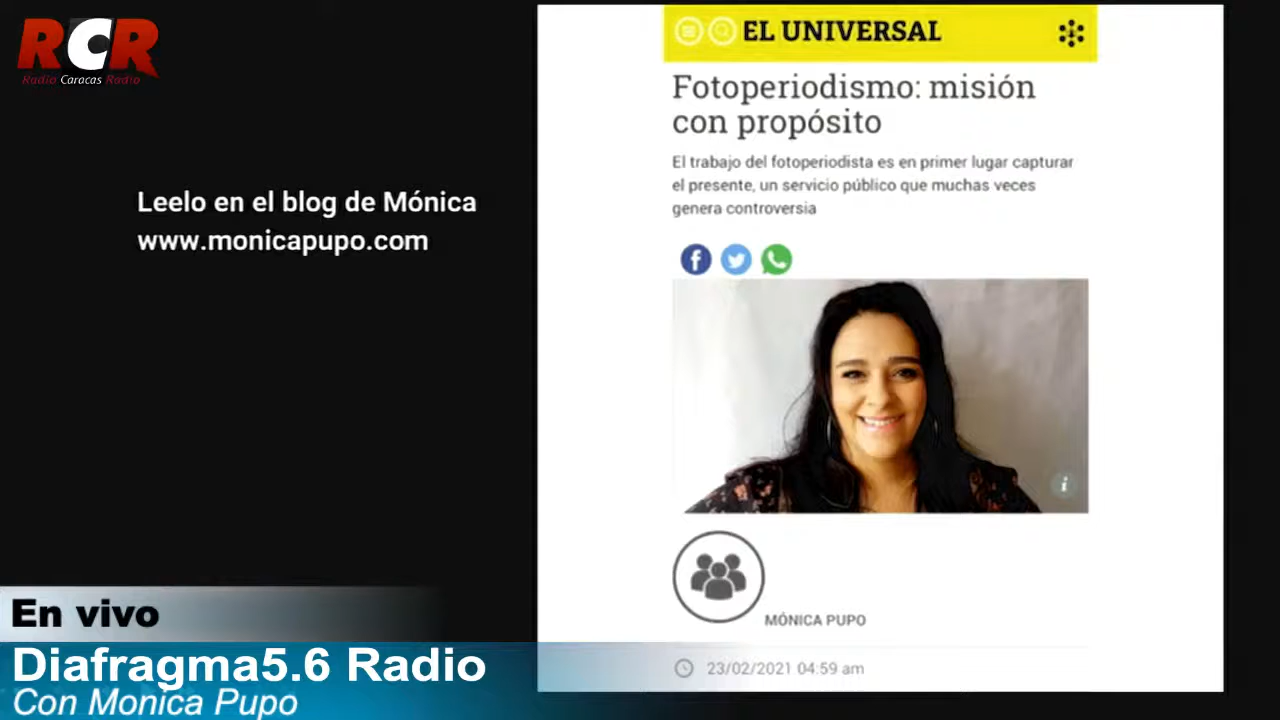 RCR
Radio Caracas Radio
EL UNIVERSAL
Fotoperiodismo: misión
con propósito
El trabajo del fotoperiodista es en primer lugar capturar
el presente, un servicio público que muchas veces
genera controversia
Leelo en el blog de Mónica
www.monicapupo.com
MÓNICA PUPO
23/02/2021 04:59 am
En vivo
Diafragma5.6 Radio
Con Monica Pupo